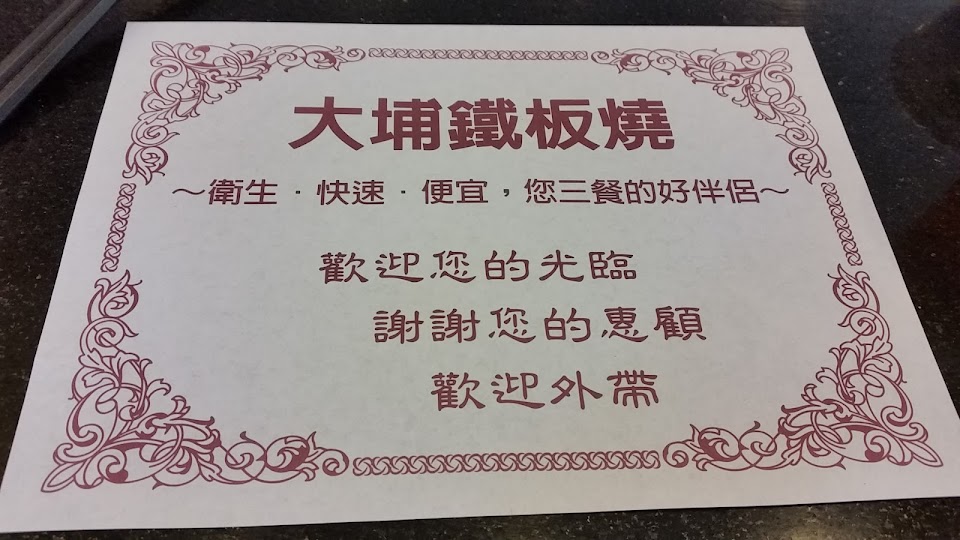 大埔鐵板燒
～衛生．快速．便宜，您三餐的好伴侶～
歡迎您的光臨
謝謝您的惠顧
歡迎外帶